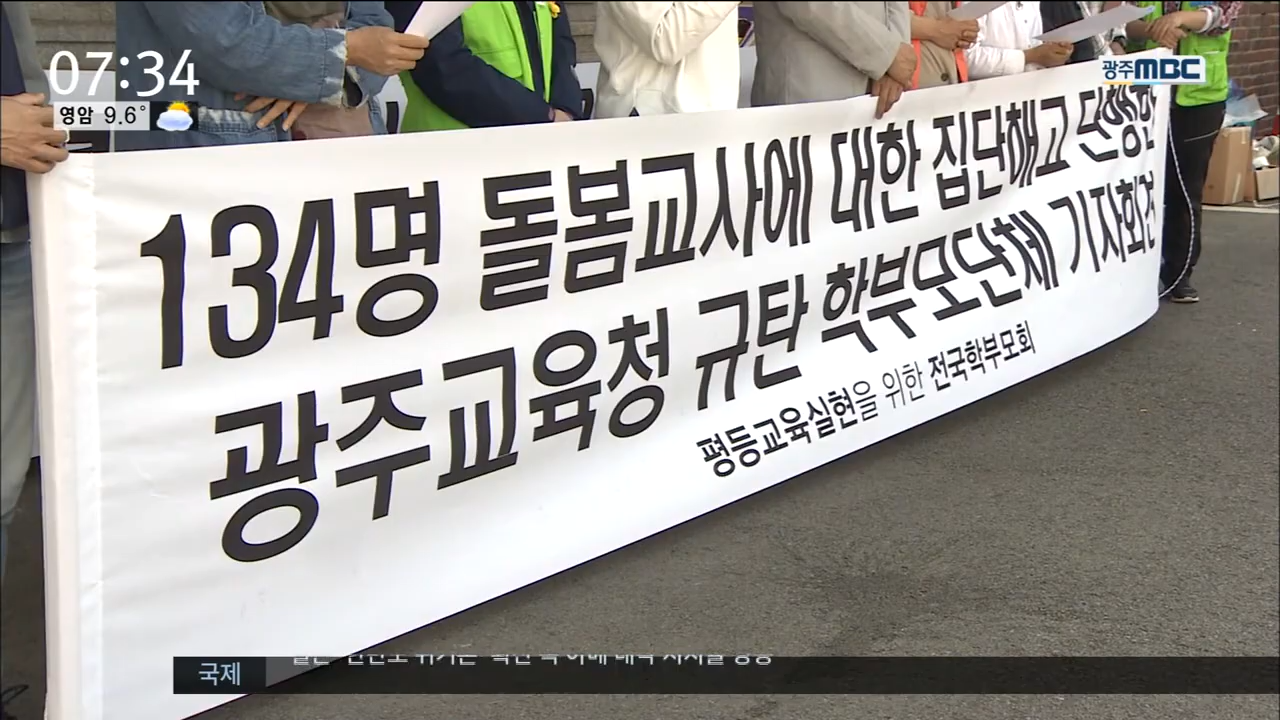 07:34
영암 9.6°
광주MBC
134명 돌봄교사에 대한 집단해고 단행한
광주교육청 규탄 학부모단체 기자회견
평등교육실현을 위한 전국학부모회
국제